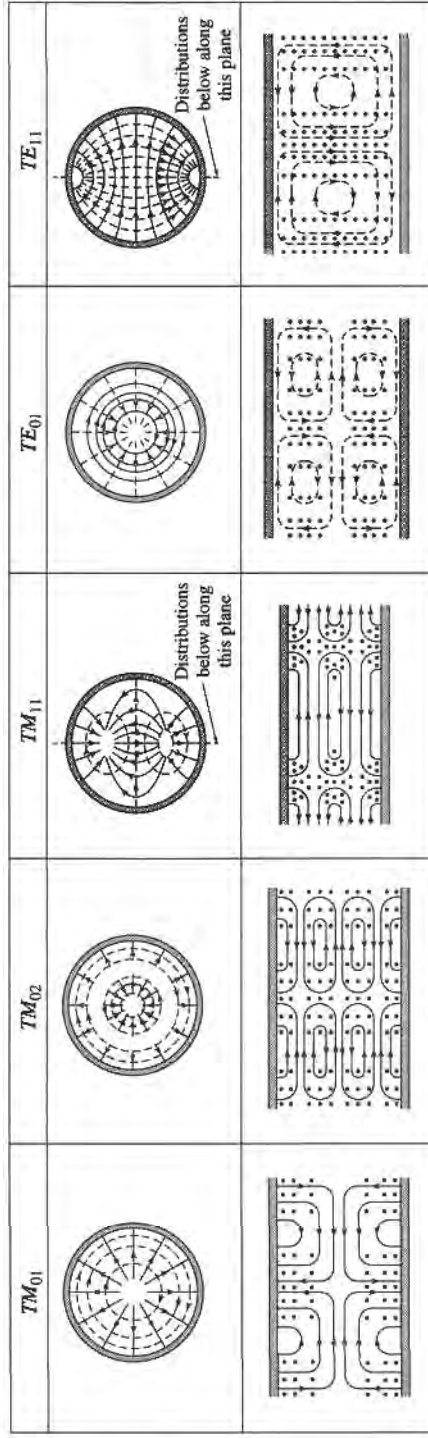 TM01
TM02
TM11
TE01
TE11
Distributions
below along
this plane
Distributions
below along
this plane